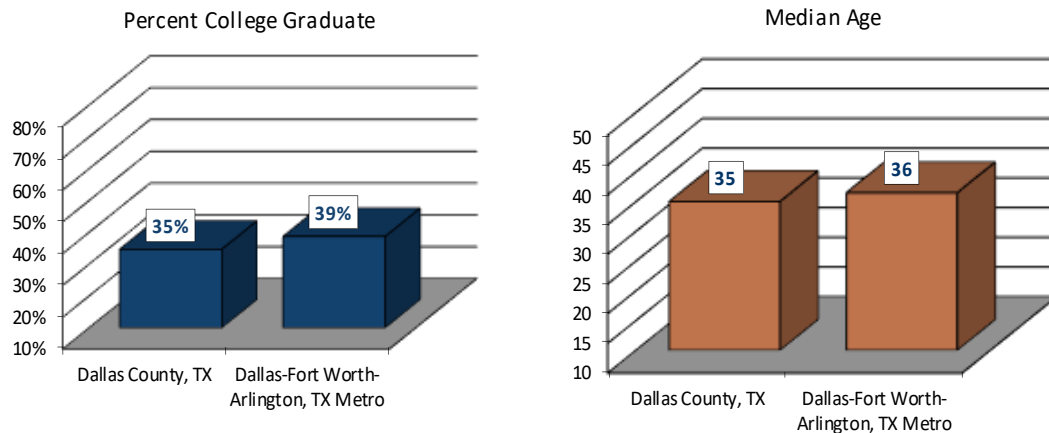 Percent College Graduate
80%
70%
60%
50%
40%
30%
20%
10%
35%
39%
Dallas County, TX
Dallas-Fort Worth-
Arlington, TX Metro
Median Age
50
45
40
35
30
25
20
15
10
35
36
Dallas County, TX
Dallas-Fort Worth-
Arlington, TX Metro